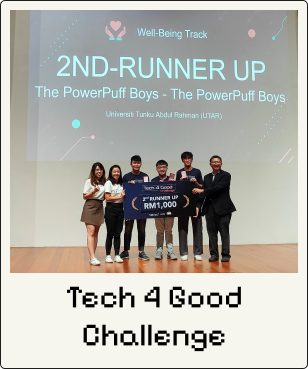 Well-Being Track
2ND-RUNNER UP
The PowerPuff Boys - The PowerPuff Boys
Universiti Tunku Abdul Rahman (UTAR)
Tech 4 Good
Challenge
2ND RUNNER UP
RM1,000
Tech 4 Good
Challenge